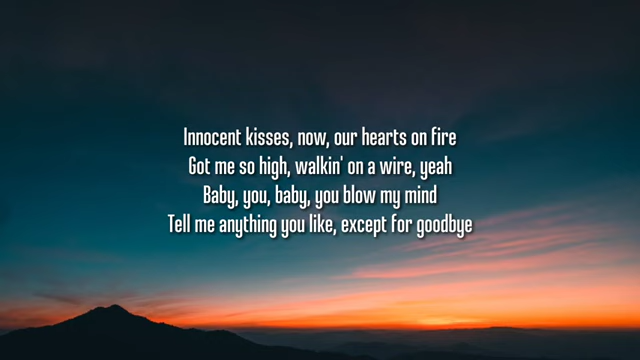 Innocent kisses, now, our hearts on fire
Got me so high, walkin' on a wire, yeah
Baby, you, baby, you blow my mind
Tell me anything you like, except for goodbye